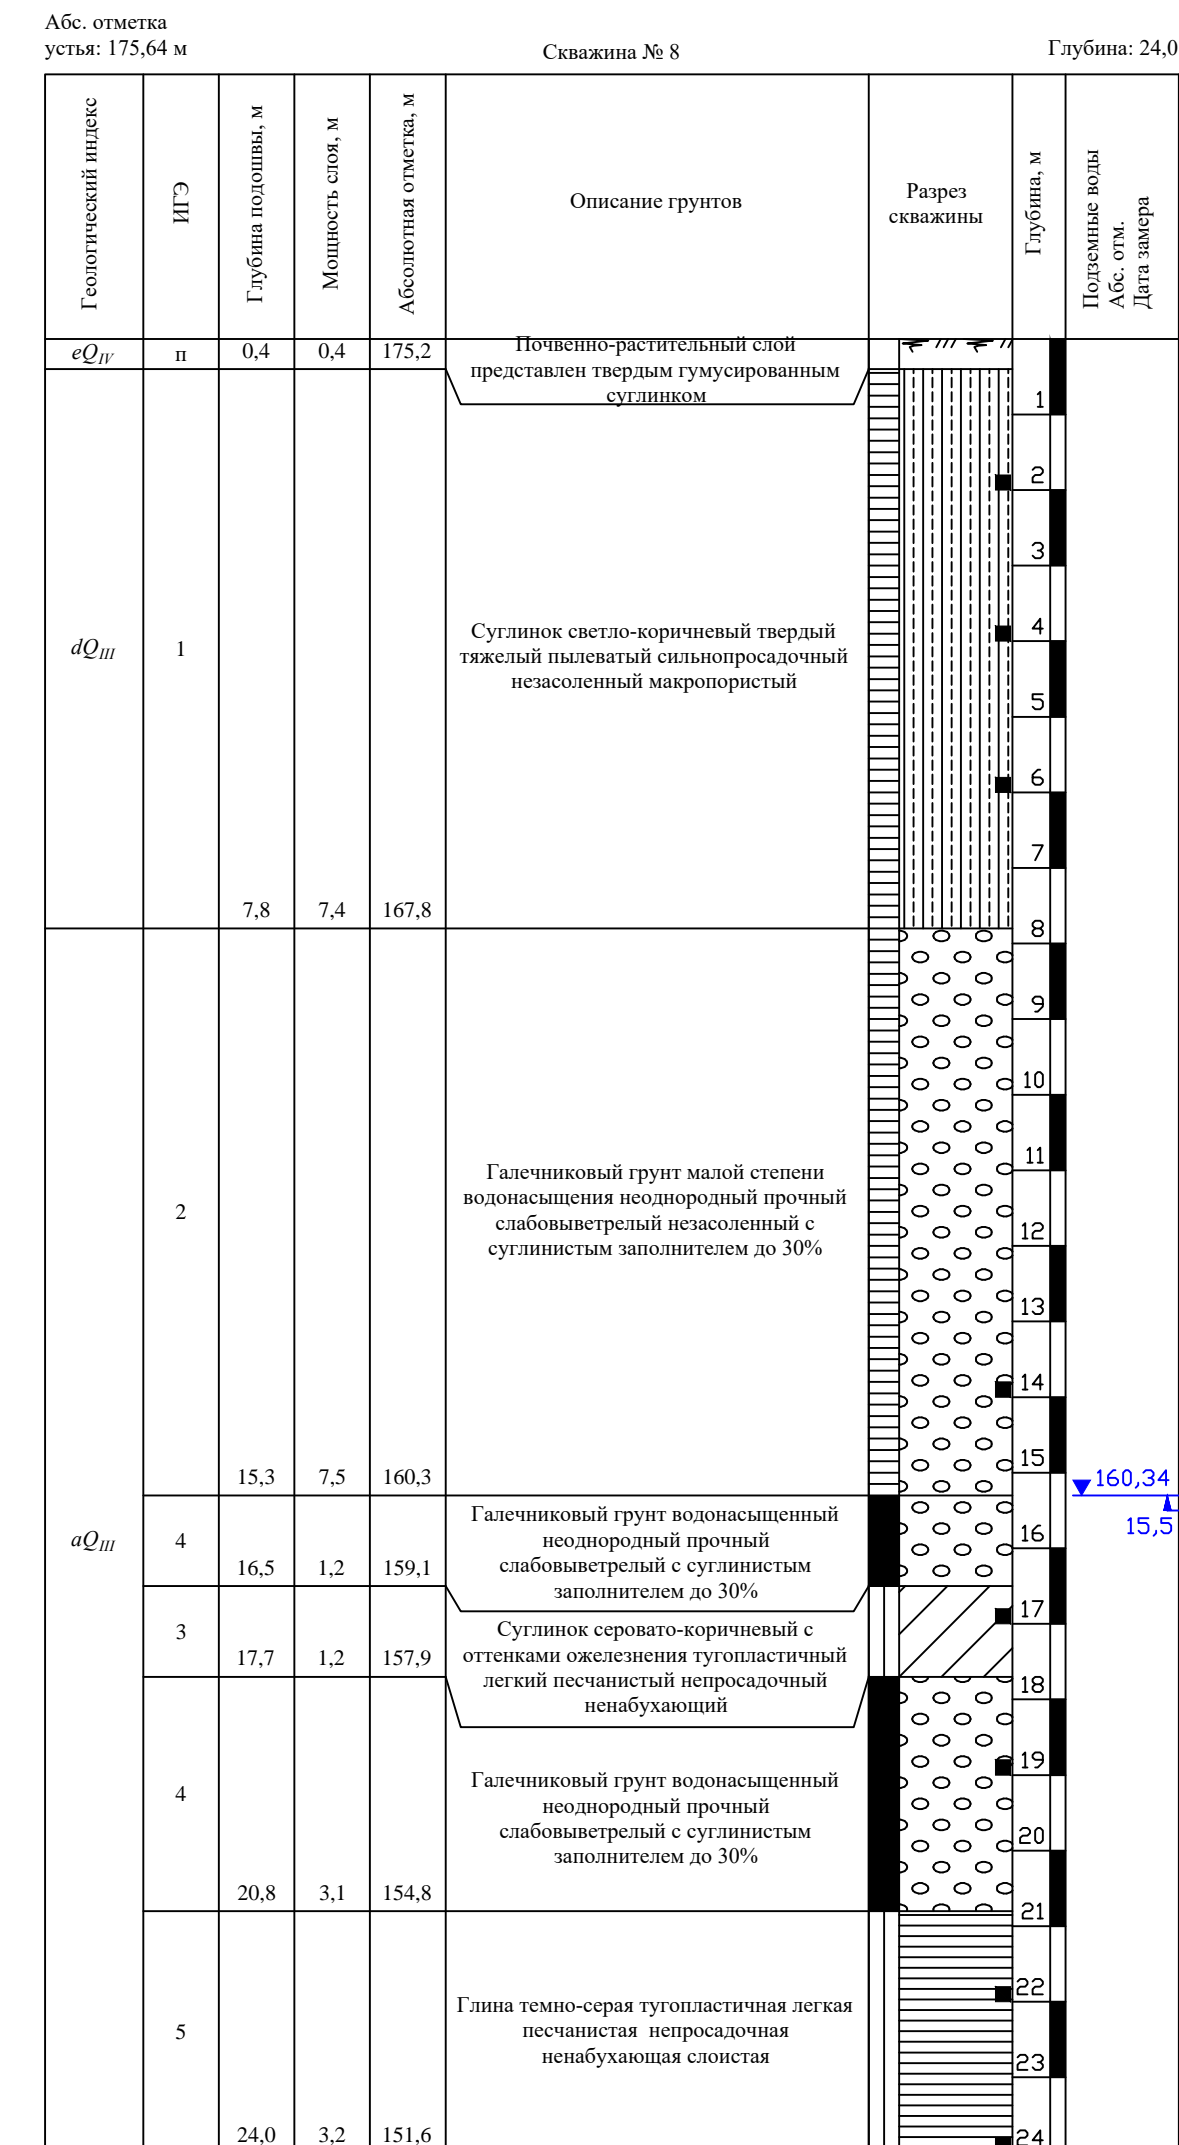 Абс. отметка
устья: 175,64 м
Скважина № 8
Глубина: 24,0
Геологический индекс
ИГЭ
Глубина подошвы, м
Мощность слоя, м
Абсолютная отметка, м
Описание грунтов
Разрез
скважины
Глубина, м
Подземные воды
Абс. отм.
Дата замера
eQIV
п
0,4
0,4
175,2
Почвенно-растительный слой
представлен твердым гумусированным
суглинком
dQIII
1
7,8
7,4
167,8
Суглинок светло-коричневый твердый
тяжелый пылеватый сильнопросадочный
незасоленный макропористый
aQIII
2
15,3
7,5
160,3
Галечниковый грунт малой степени
водонасыщения неоднородный прочный
слабовыветрелый незасоленный с
суглинистым заполнителем до 30%
4
16,5
1,2
159,1
Галечниковый грунт водонасыщенный
неоднородный прочный
слабовыветрелый с суглинистым
заполнителем до 30%
3
17,7
1,2
157,9
Суглинок серовато-коричневый с
оттенками ожелезнения тугопластичный
легкий песчанистый непросадочный
ненабухающий
4
20,8
3,1
154,8
Галечниковый грунт водонасыщенный
неоднородный прочный
слабовыветрелый с суглинистым
заполнителем до 30%
5
24,0
3,2
151,6
Глина темно-серая тугопластичная легкая
песчанистая непросадочная
ненабухающая слоистая
1
2
3
4
5
6
7
8
9
10
11
12
13
14
15
16
17
18
19
20
21
22
23
24
160,34
15,5